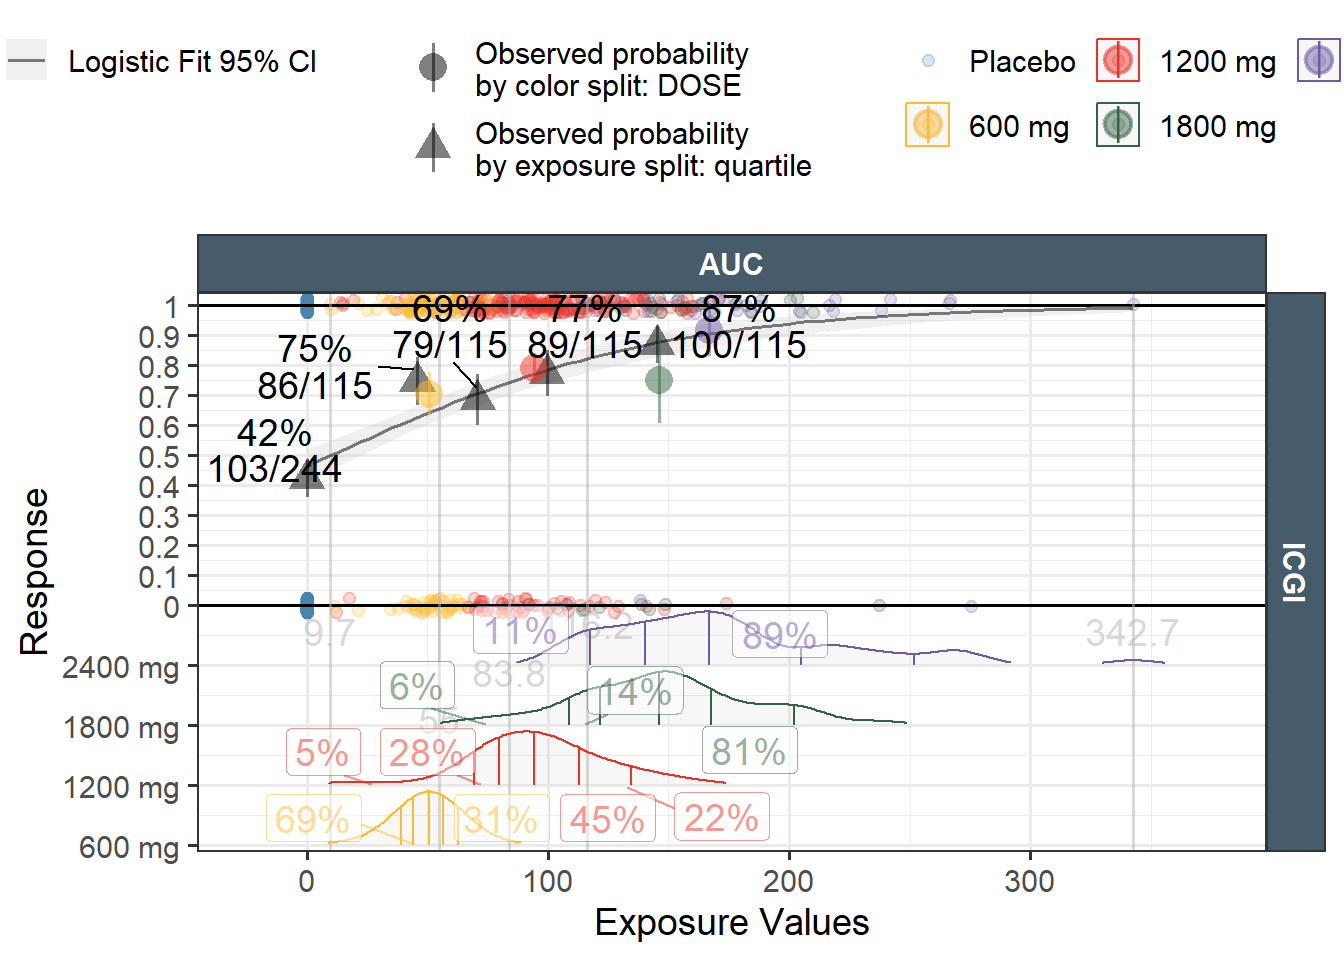 Logistic Fit 95% CI
Observed probability
by color split: DOSE
Observed probability
by exposure split: quartile
Placebo
1200 mg
600 mg
1800 mg
AUC
ICGI
Response
1
0.9
0.8
0.7
0.6
0.5
0.4
0.3
0.2
0.1
0
2400 mg
1800 mg
1200 mg
600 mg
69%
79/115
77%
89/115
87%
100/115
75%
86/115
42%
103/244
9.7
342.7
83.8
11%
89%
6%
14%
81%
5%
28%
69%
31%
45%
22%
0
100
200
300
Exposure Values